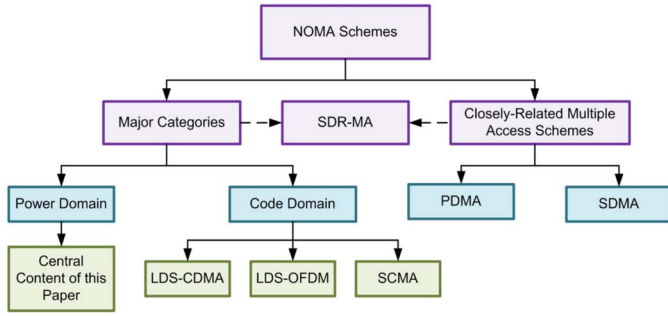 NOMA Schemes
Major Categories
SDR-MA
Closely-Related Multiple
Access Schemes
Power Domain
Code Domain
PDMA
SDMA
Central
Content of this
Paper
LDS-CDMA
LDS-OFDM
SCMA